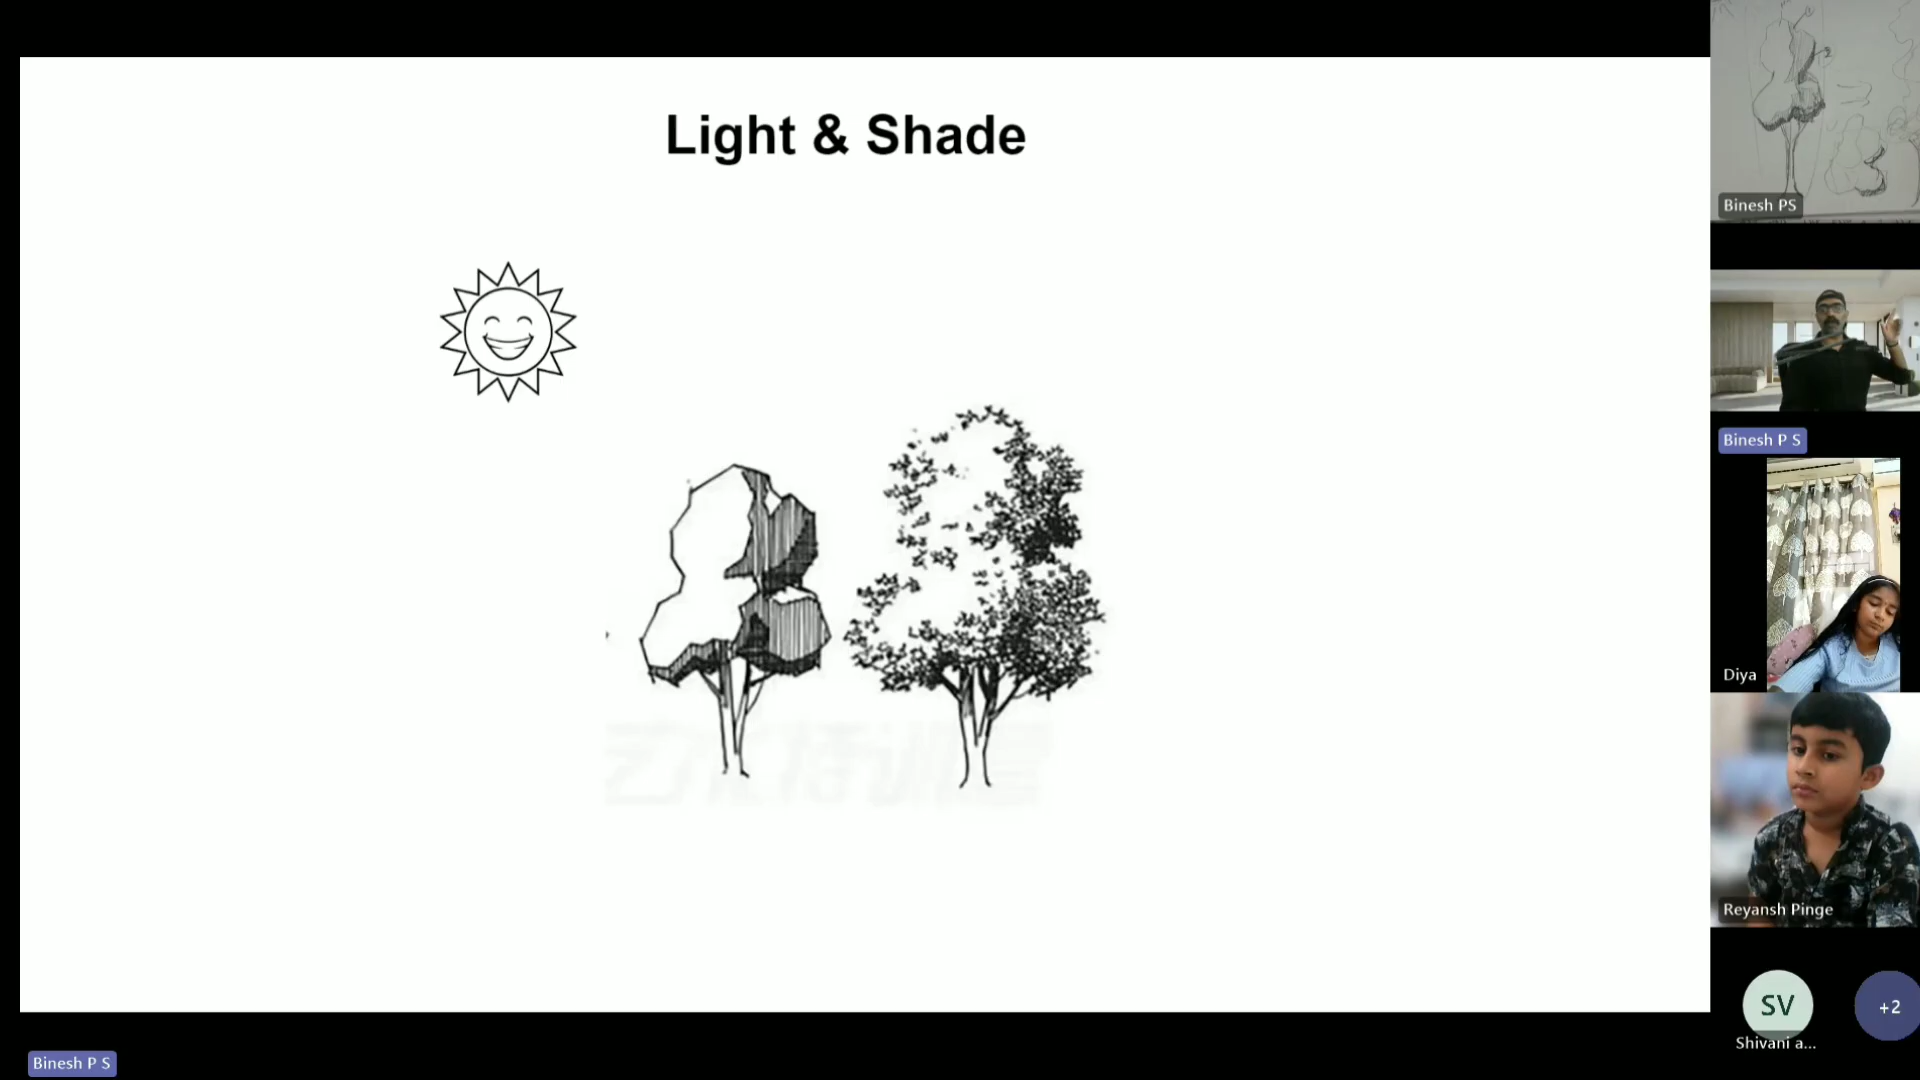 Light & Shade
Binesh PS
Binesh P S
Diya
Reyansh Pinge
SV
+2
Shivani a...
Binesh P S